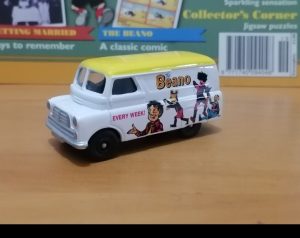 Sparkling sensation
Collector's Corner
Jigsaw puzzles
GETTING MARRIED
THE BEANO
ys to remember
A classic comic
Beano
EVERY WEEK!